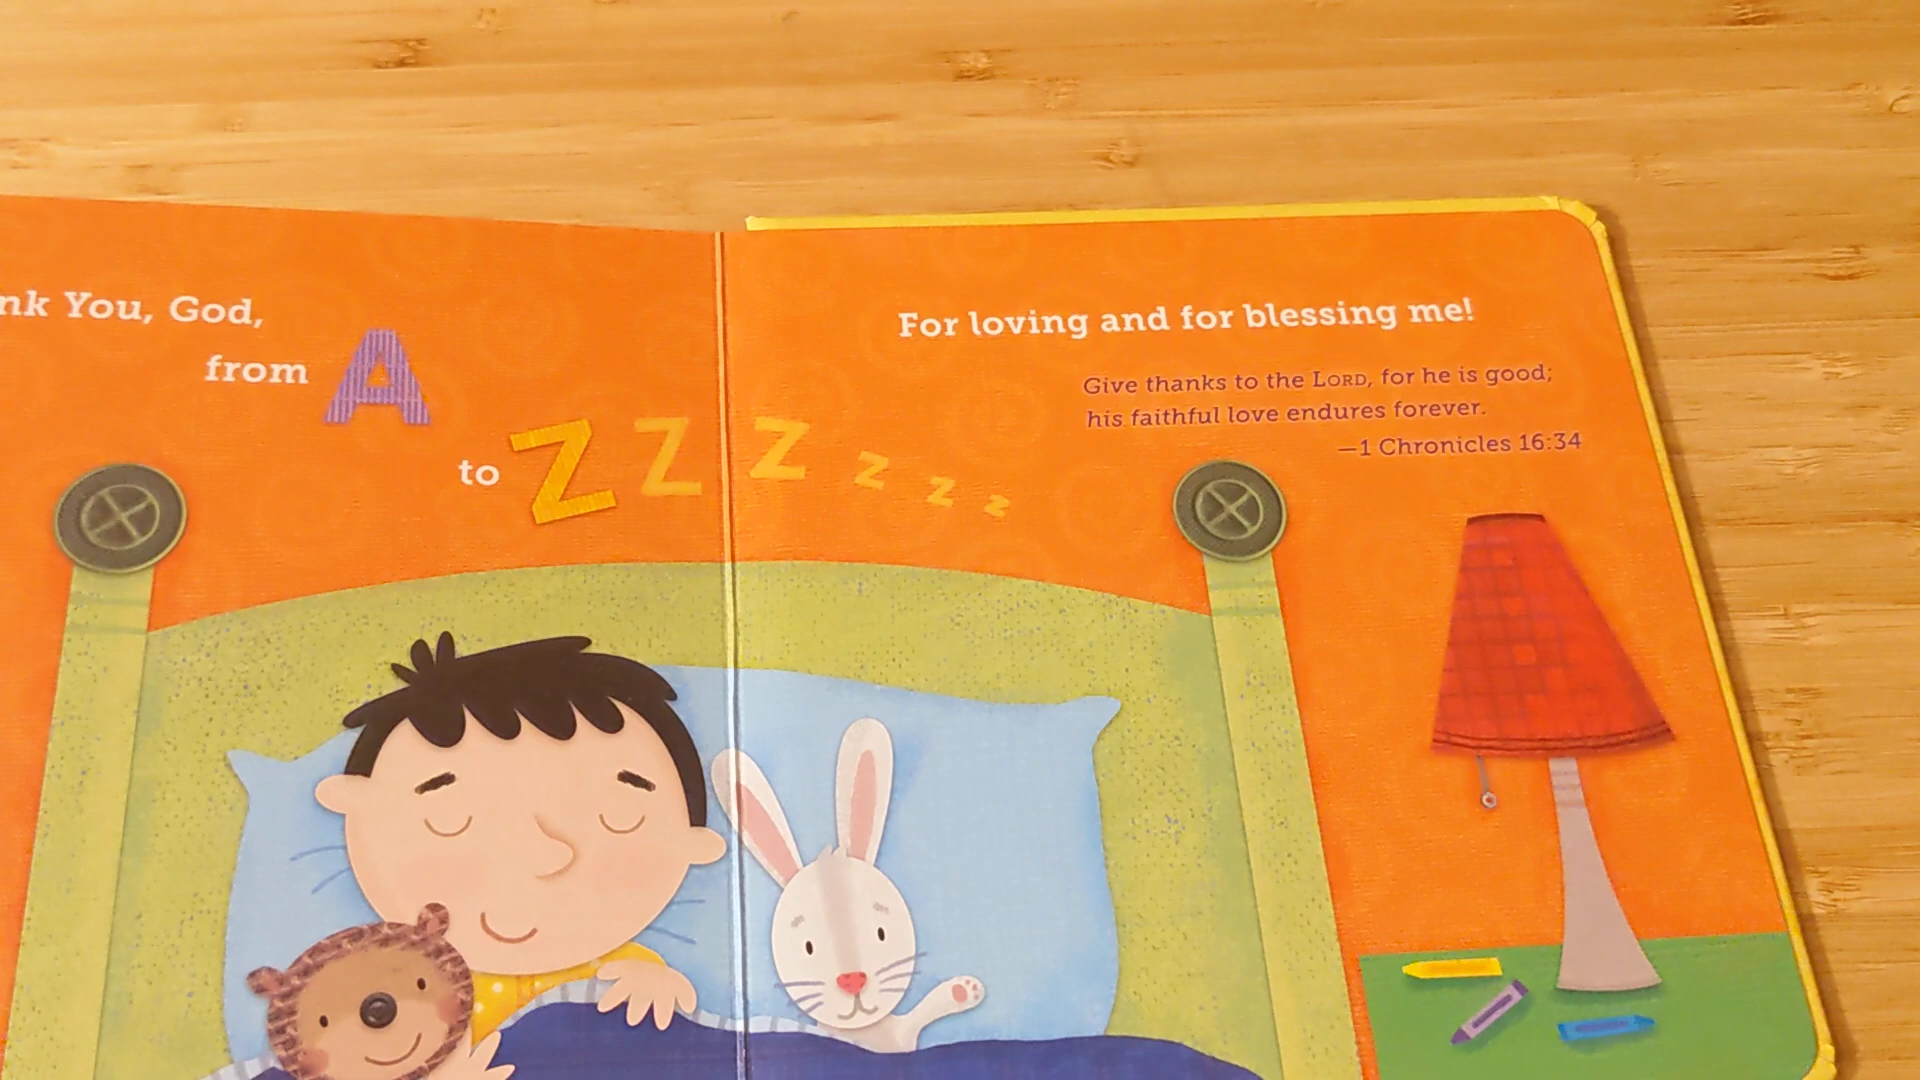 nk You, God,
from A
to Z Z Z z z z
For loving and for blessing me!
Give thanks to the LORD, for he is good;
his faithful love endures forever.
—1 Chronicles 16:34